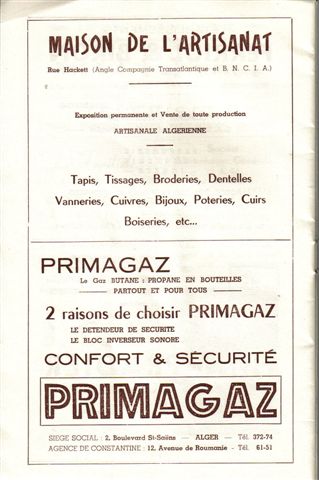 MAISON DE L'ARTISANAT
Rue Hackett (Angle Compagnie Transatlantique et B. N. C. I. A.)
Exposition permanente et Vente de toute production
ARTISANALE ALGERIENNE
Tapis, Tissages, Broderies, Dentelles
Vanneries, Cuivres, Bijoux, Poteries, Cuirs
Boiseries, etc...
PRIMAGAZ
Le Gaz BUTANE : PROPANE EN BOUTEILLES
PARTOUT ET POUR TOUS
2 raisons de choisir PRIMAGAZ
LE DETENDEUR DE SECURITE
LE BLOC INVERSEUR SONORE
CONFORT & SÉCURITÉ
PRIMAGAZ
SIEGE SOCIAL : 2, Boulevard St-Saiins — ALGER — Tél. 372-74
AGENCE DE CONSTANTINE : 12, Avenue de Roumanie - Tél. 61-51